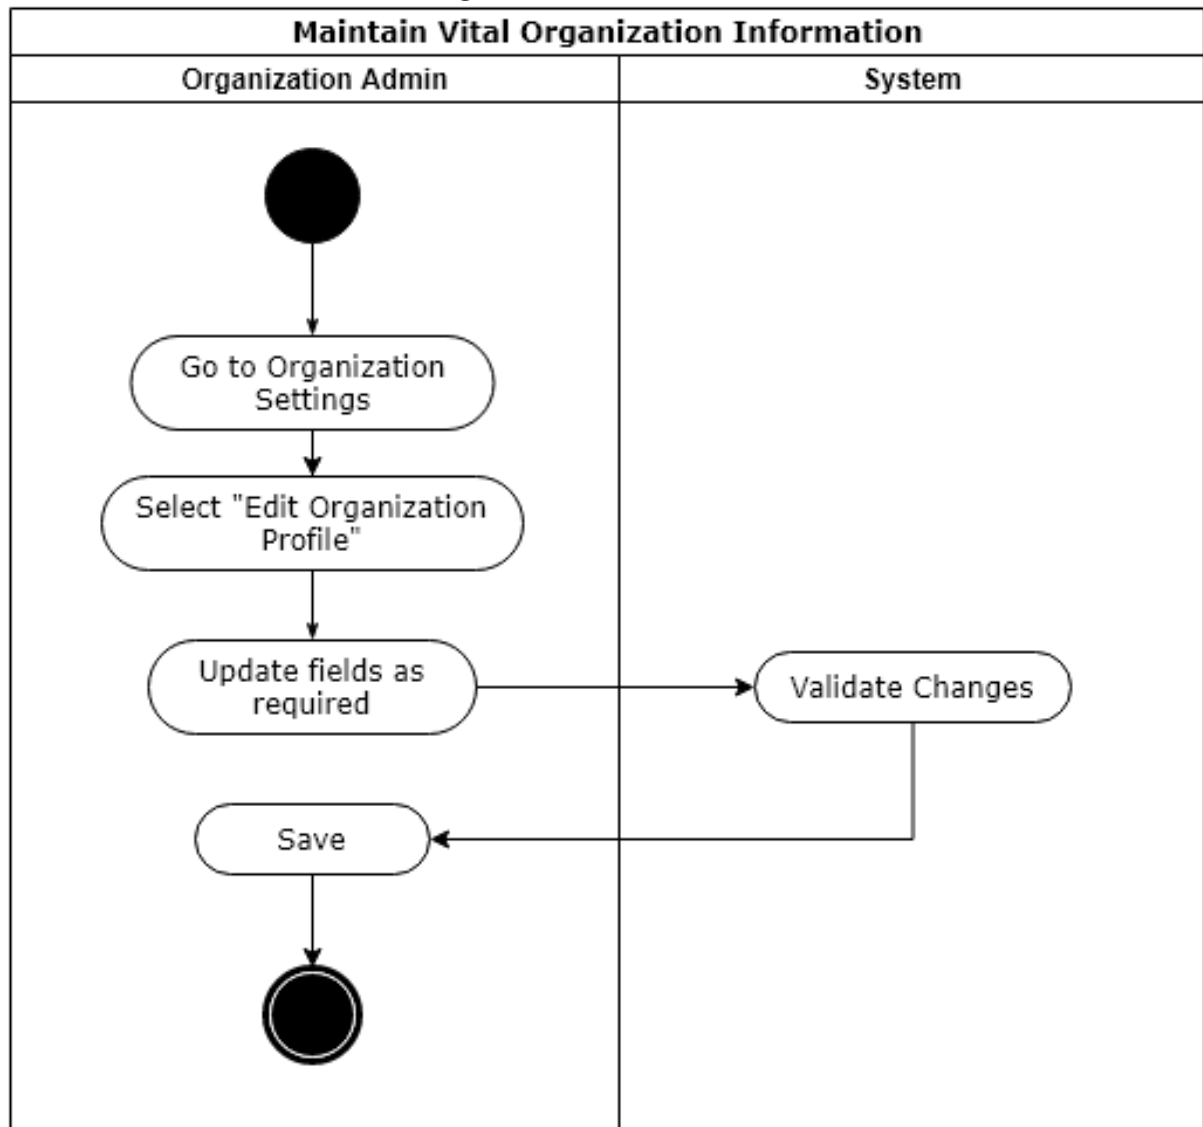 Maintain Vital Organization Information
Organization Admin
System
Go to Organization
Settings
Select "Edit Organization
Profile"
Update fields as
required
Validate Changes
Save